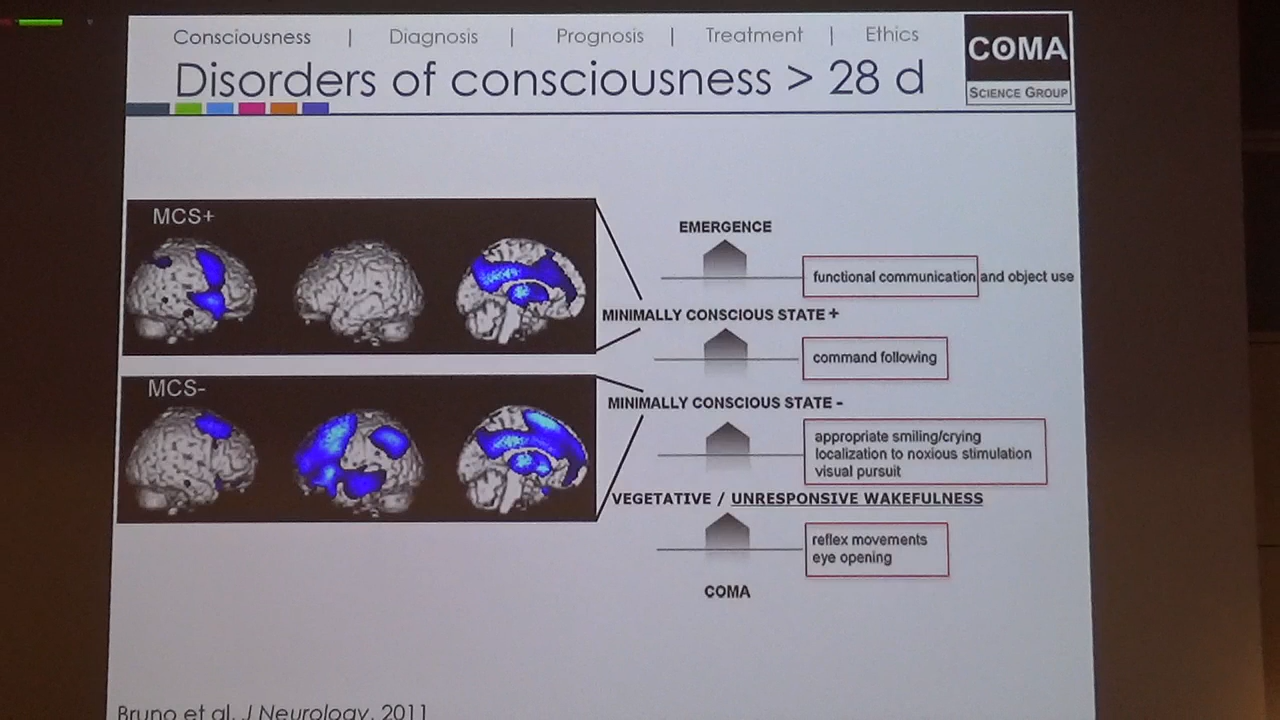 Consciousness | Diagnosis | Prognosis | Treatment | Ethics
Disorders of consciousness > 28 d
COMA
SCIENCE GROUP
MCS+
MCS-
EMERGENCE
functional communication and object use
MINIMALLY CONSCIOUS STATE +
command following
MINIMALLY CONSCIOUS STATE -
appropriate smiling/crying
localization to noxious stimulation
visual pursuit
VEGETATIVE / UNRESPONSIVE WAKEFULNESS
reflex movements
eye opening
COMA
Bruno et al, J Neurology, 2011